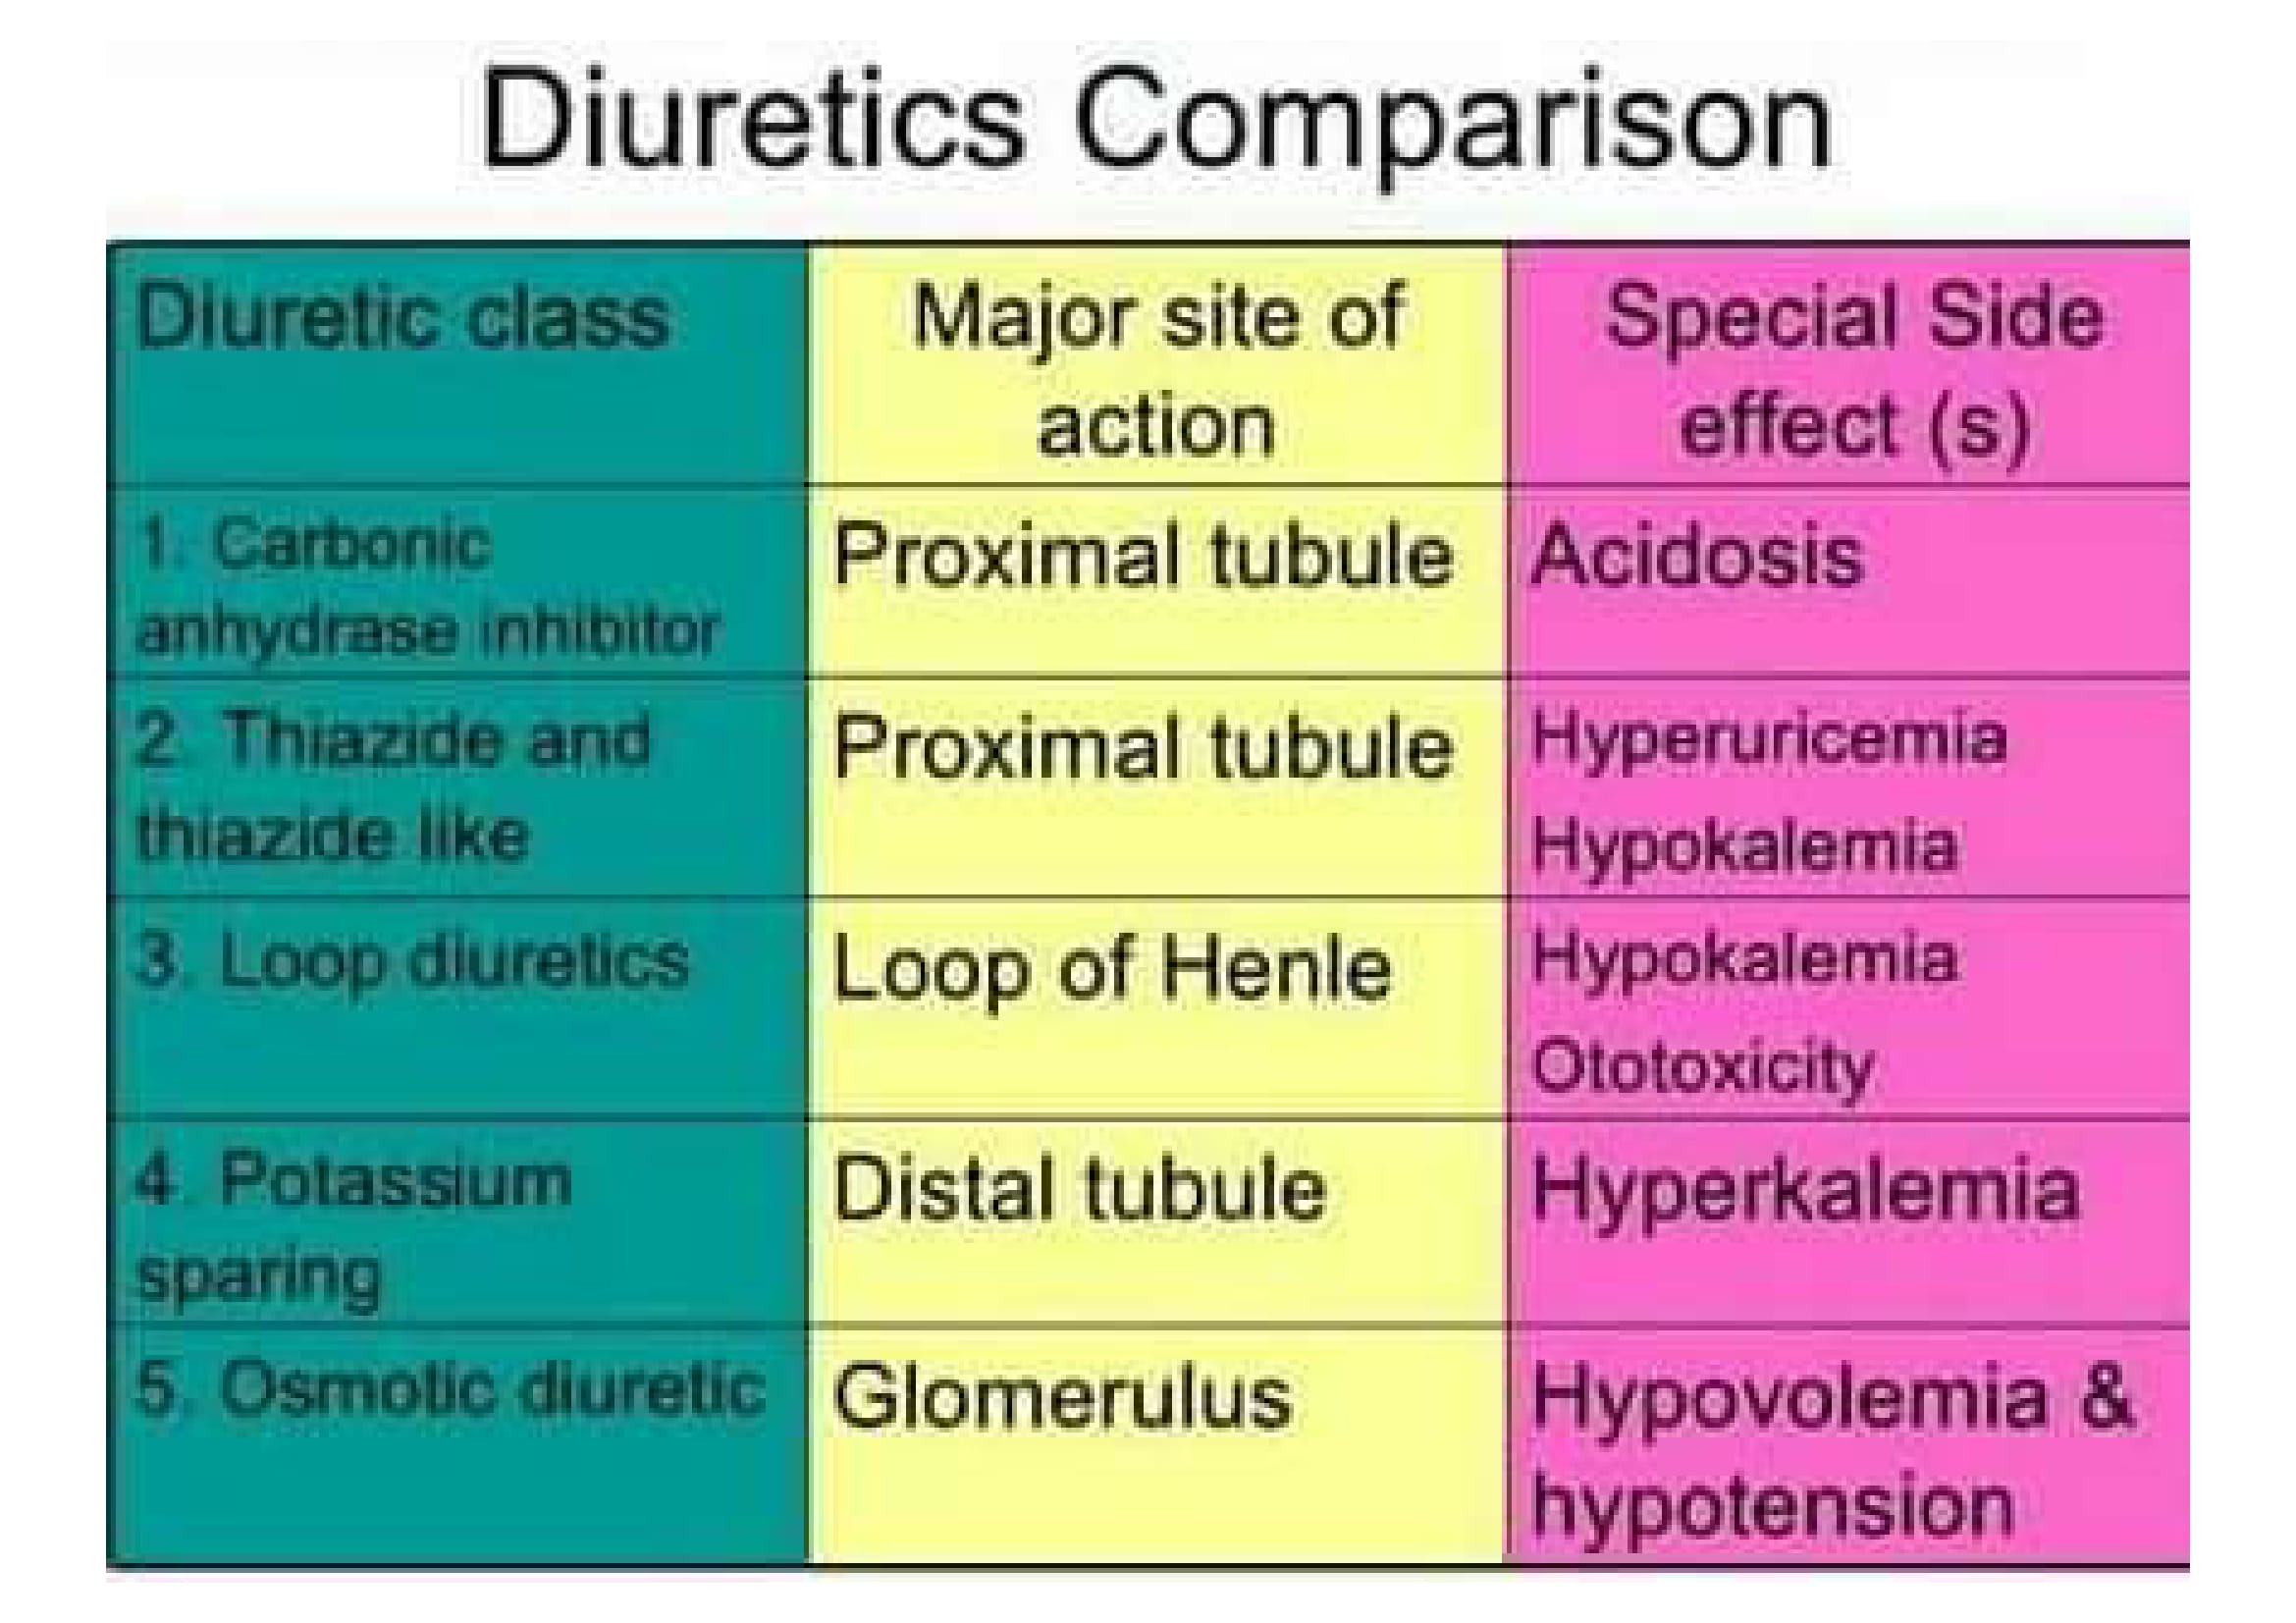 Diuretics Comparison
Diuretic class
Major site of
action
Special Side
effect (s)
1. Carbonic
anhydrase inhibitor
Proximal tubule
Acidosis
2. Thiazide and
thiazide like
Proximal tubule
Hyperuricemia
Hypokalemia
3. Loop diuretics
Loop of Henle
Hypokalemia
Ototoxicity
4. Potassium
sparing
Distal tubule
Hyperkalemia
5. Osmotic diuretic
Glomerulus
Hypovolemia &
hypotension